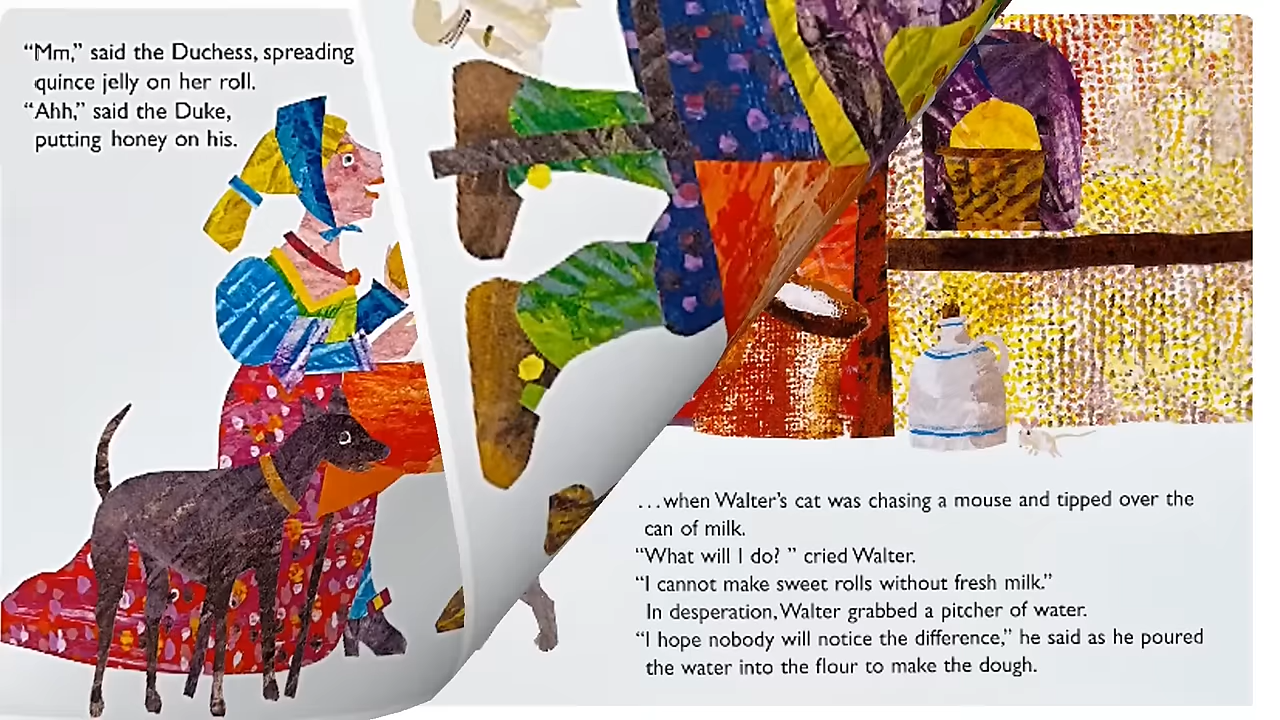 “Mm,” said the Duchess, spreading
quince jelly on her roll.
“Ahh,” said the Duke,
putting honey on his.
...when Walter’s cat was chasing a mouse and tipped over the
can of milk.
“What will I do? ” cried Walter.
“I cannot make sweet rolls without fresh milk.”
In desperation, Walter grabbed a pitcher of water.
“I hope nobody will notice the difference,” he said as he poured
the water into the flour to make the dough.